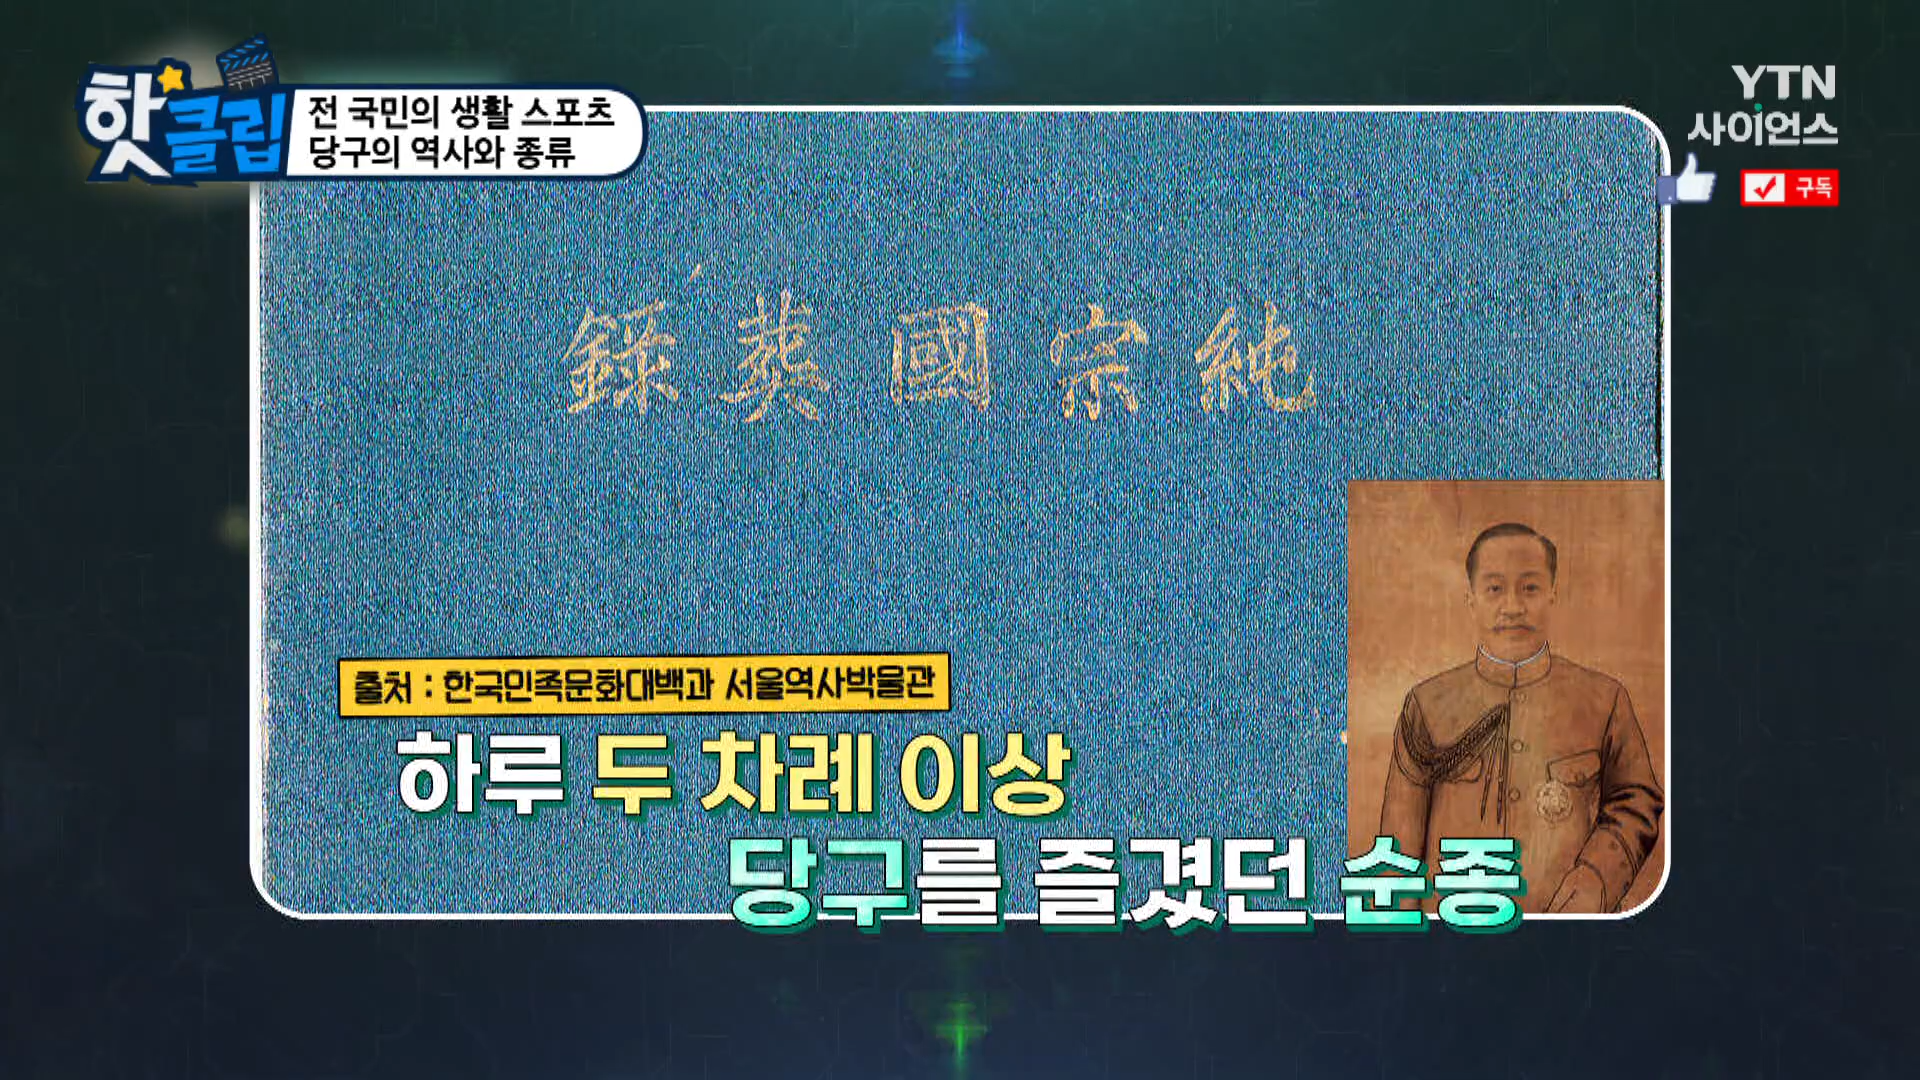 핫클립
전 국민의 생활 스포츠
당구의 역사와 종류
YTN
사이언스
구독
錄葬國宗純
출처 : 한국민족문화대백과 서울역사박물관
하루 두 차례 이상
당구를 즐겼던 순종